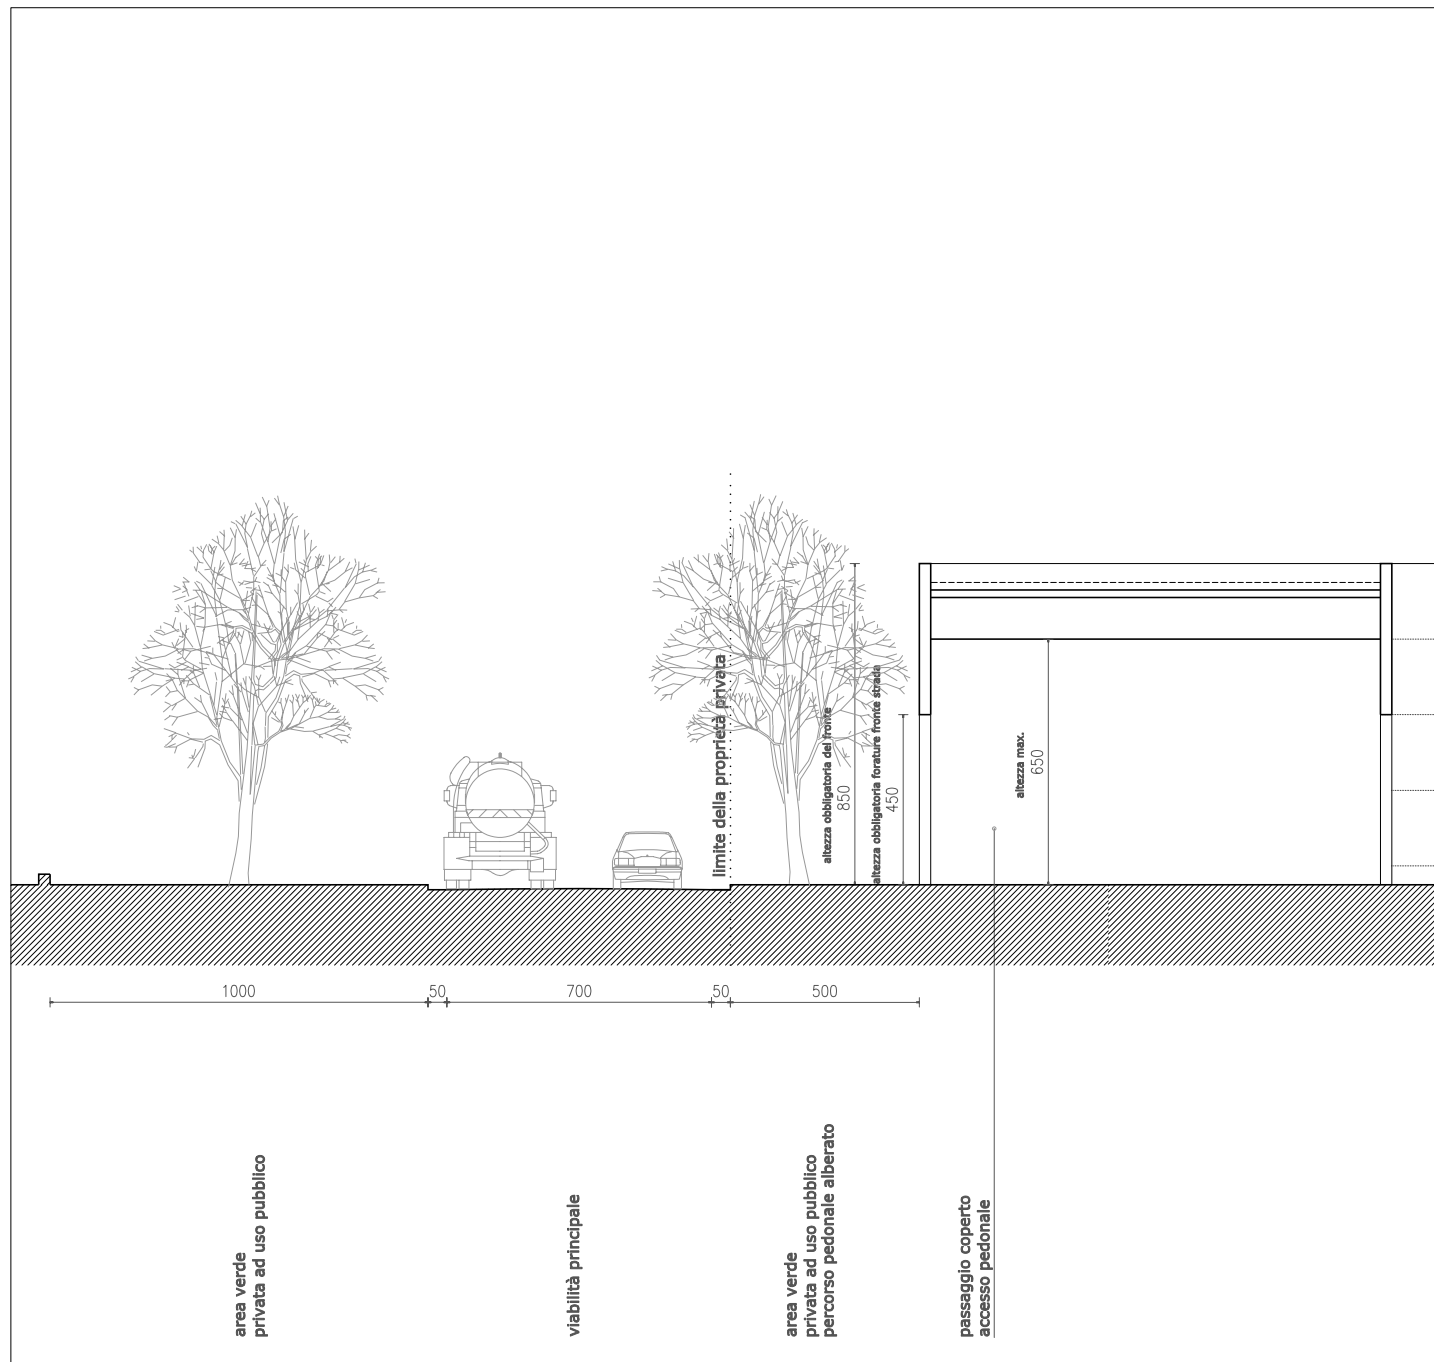 limite della proprietà privata
altezza obbligatoria del fronte
850
altezza obbligatoria forature fronte strada
450
altezza max.
650
1000
50
700
50
500
area verde
privata ad uso pubblico
viabilità principale
area verde
privata ad uso pubblico
percorso pedonale alberato
passaggio coperto
accesso pedonale